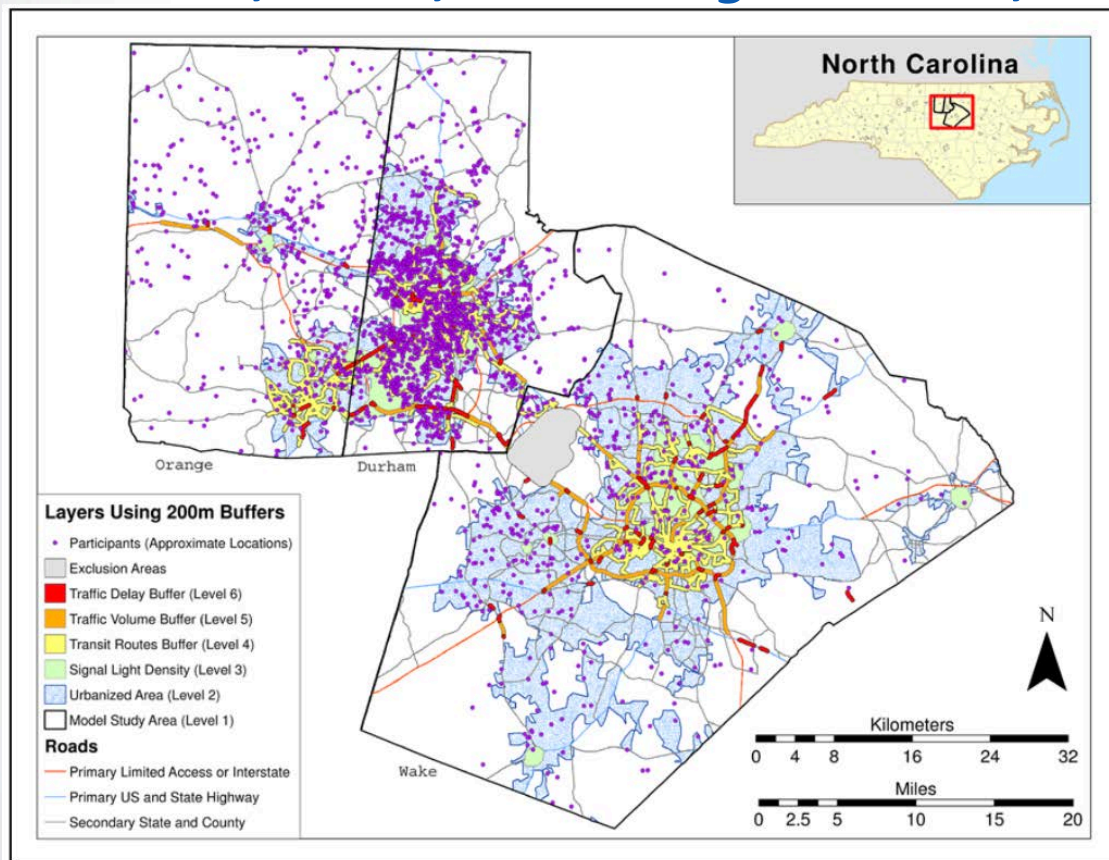 North Carolina
Orange
Durham
Wake
Layers Using 200m Buffers
Participants (Approximate Locations)
Exclusion Areas
Traffic Delay Buffer (Level 6)
Traffic Volume Buffer (Level 5)
Transit Routes Buffer (Level 4)
Signal Light Density (Level 3)
Urbanized Area (Level 2)
Model Study Area (Level 1)
Roads
Primary Limited Access or Interstate
Primary US and State Highway
Secondary State and County
N
Kilometers
0 2 4 8 16 24 32
Miles
0 2.5 5 10 15 20